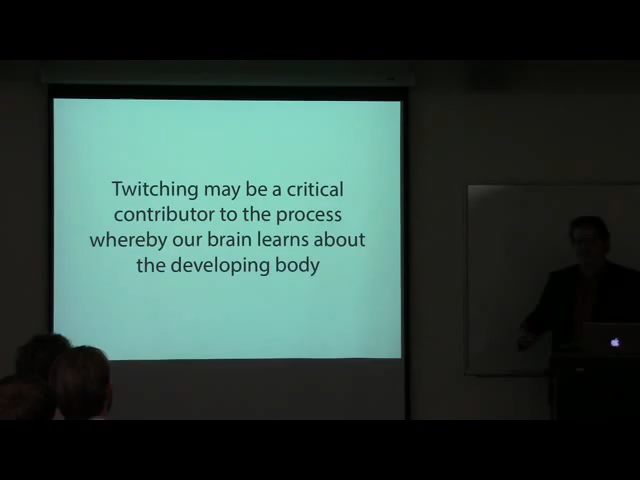 Twitching may be a critical
contributor to the process
whereby our brain learns about
the developing body